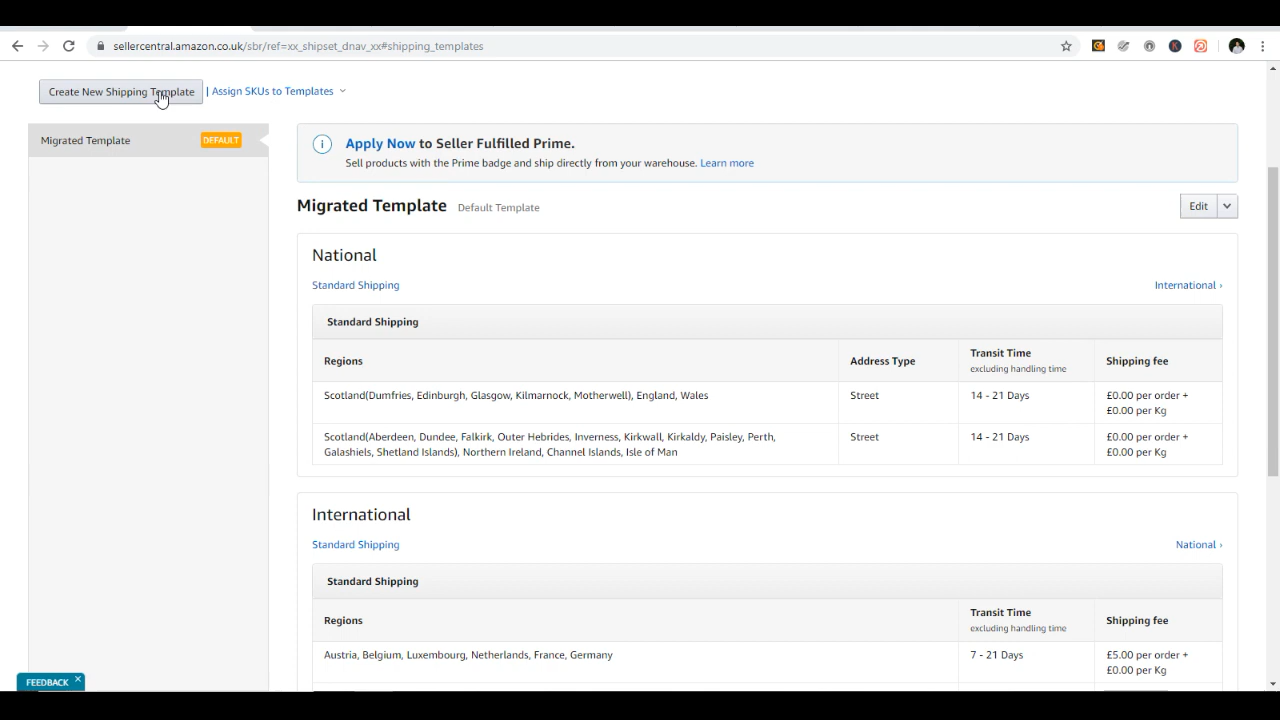 sellercentral.amazon.co.uk/sbr/ref=xx_shipset_dnav_xx#shipping_templates
Create New Shipping Template | Assign SKUs to Templates
Migrated Template DEFAULT
Apply Now to Seller Fulfilled Prime.
Sell products with the Prime badge and ship directly from your warehouse. Learn more
Migrated Template Default Template Edit
National
Standard Shipping International ›
Standard Shipping
Regions Address Type Transit Time Shipping fee
excluding handling time
Scotland(Dumfries, Edinburgh, Glasgow, Kilmarnock, Motherwell), England, Wales Street 14 - 21 Days £0.00 per order +
£0.00 per Kg
Scotland(Aberdeen, Dundee, Falkirk, Outer Hebrides, Inverness, Kirkwall, Kirkaldy, Paisley, Perth, Street 14 - 21 Days £0.00 per order +
Galashiels, Shetland Islands), Northern Ireland, Channel Islands, Isle of Man £0.00 per Kg
International
Standard Shipping National ›
Standard Shipping
Regions Transit Time Shipping fee
excluding handling time
Austria, Belgium, Luxembourg, Netherlands, France, Germany 7 - 21 Days £5.00 per order +
£0.00 per Kg
FEEDBACK